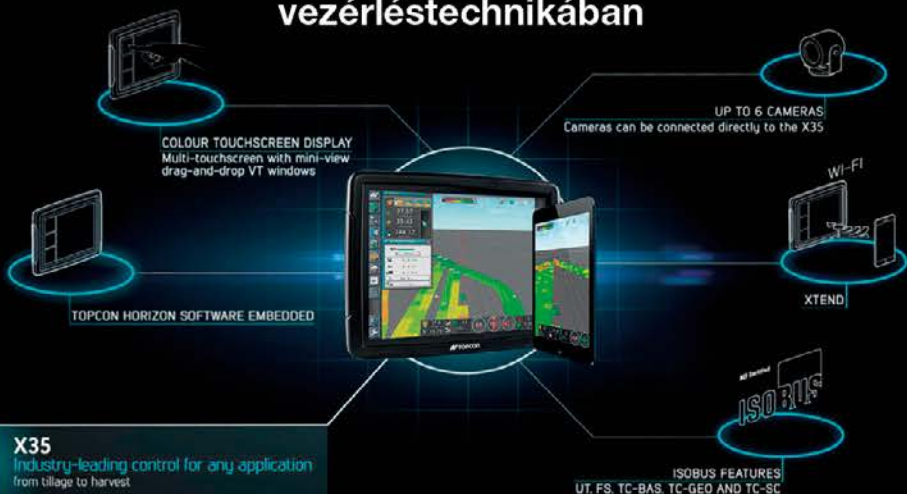 vezérléstechnikában
COLOUR TOUCHSCREEN DISPLAY
Multi-touchscreen with mini-view
drag-and-drop VT windows
UP TO 6 CAMERAS
Cameras can be connected directly to the X35
WI-FI
TOPCON HORIZON SOFTWARE EMBEDDED
XTEND
TOPCON
ISOBUS
X35
Industry-leading control for any application
from tillage to harvest
ISOBUS FEATURES
UT, FS, TC-BAS, TC-GEO AND TC-SC